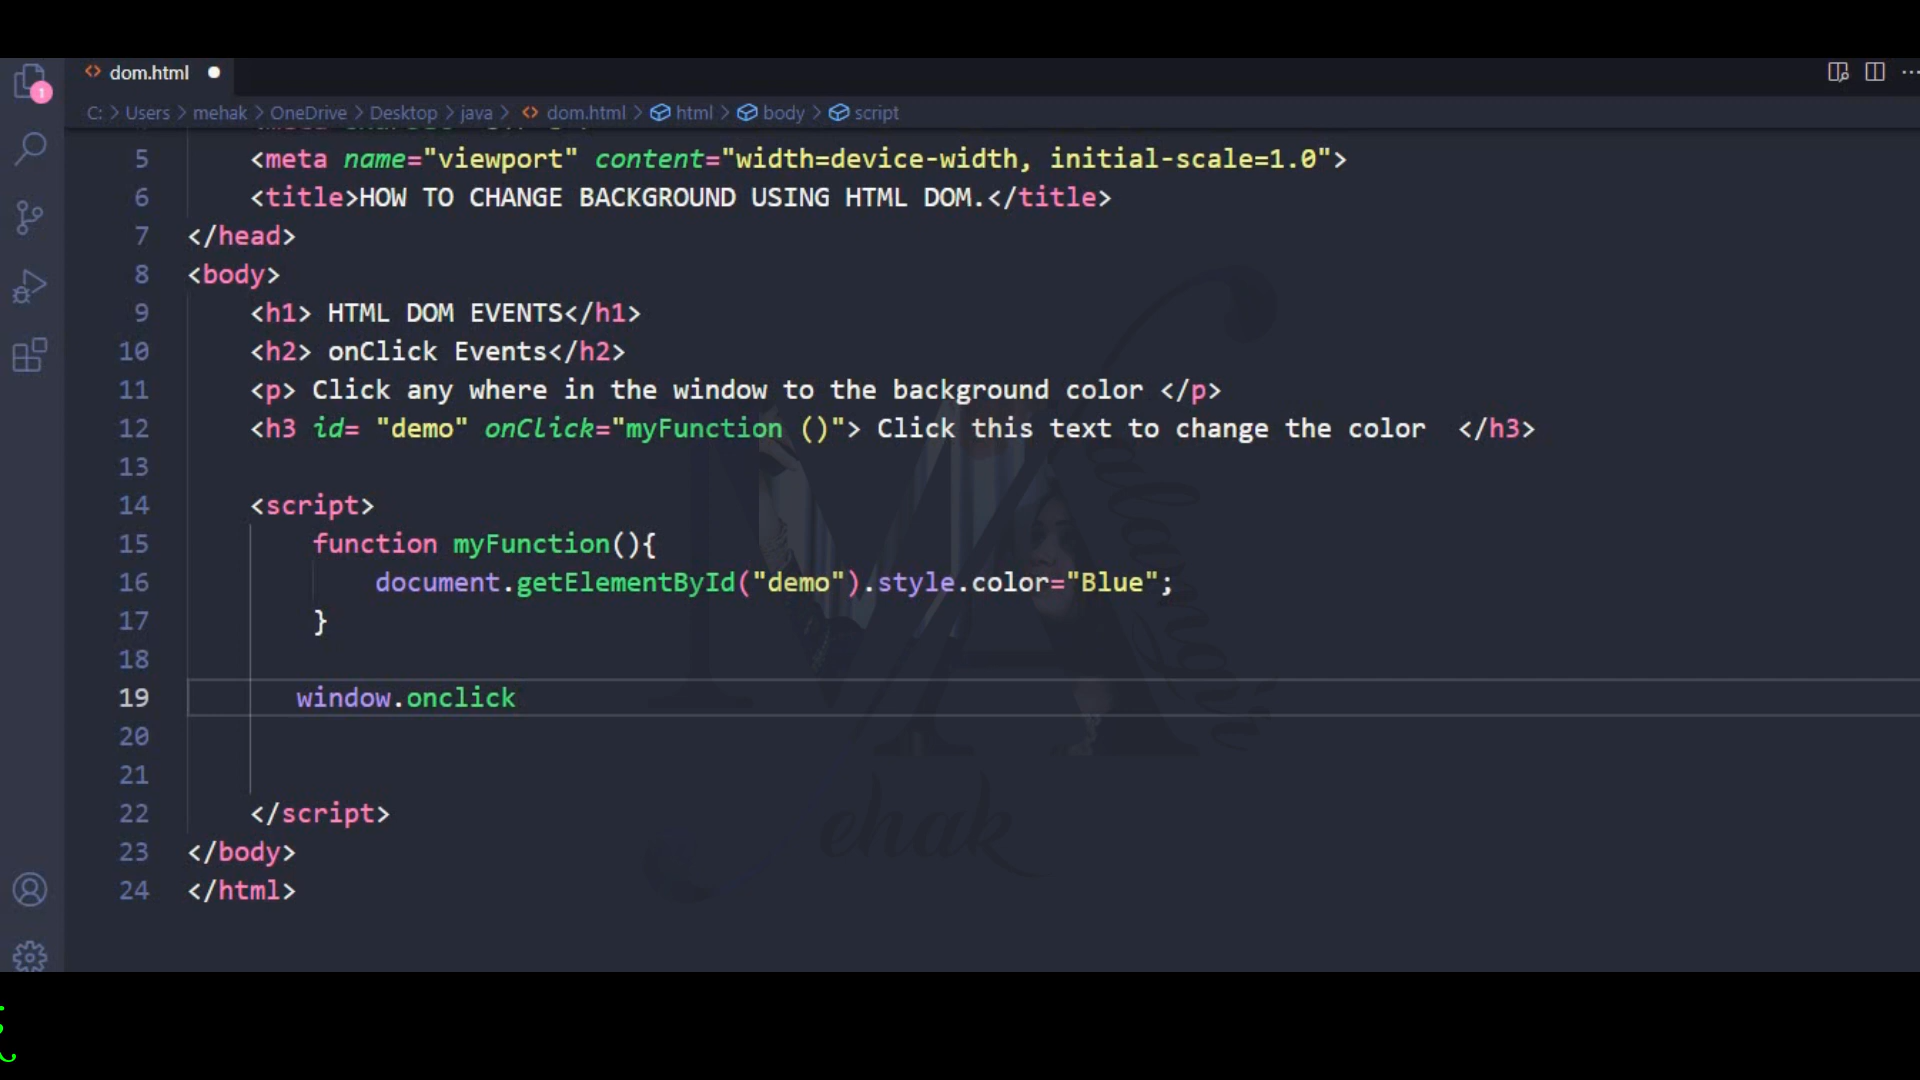 dom.html
1
C: > Users > mehak > OneDrive > Desktop > java > dom.html > html > body > script
5 <meta name="viewport" content="width=device-width, initial-scale=1.0">
6 <title>HOW TO CHANGE BACKGROUND USING HTML DOM.</title>
7 </head>
8 <body>
9 <h1> HTML DOM EVENTS</h1>
10 <h2> onClick Events</h2>
11 <p> Click any where in the window to the background color </p>
12 <h3 id= "demo" onClick="myFunction ()"> Click this text to change the color  </h3>
13
14 <script>
15 function myFunction(){
16 document.getElementById("demo").style.color="Blue";
17 }
18
19 window.onclick
20
21
22 </script>
23 </body>
24 </html>
ehak